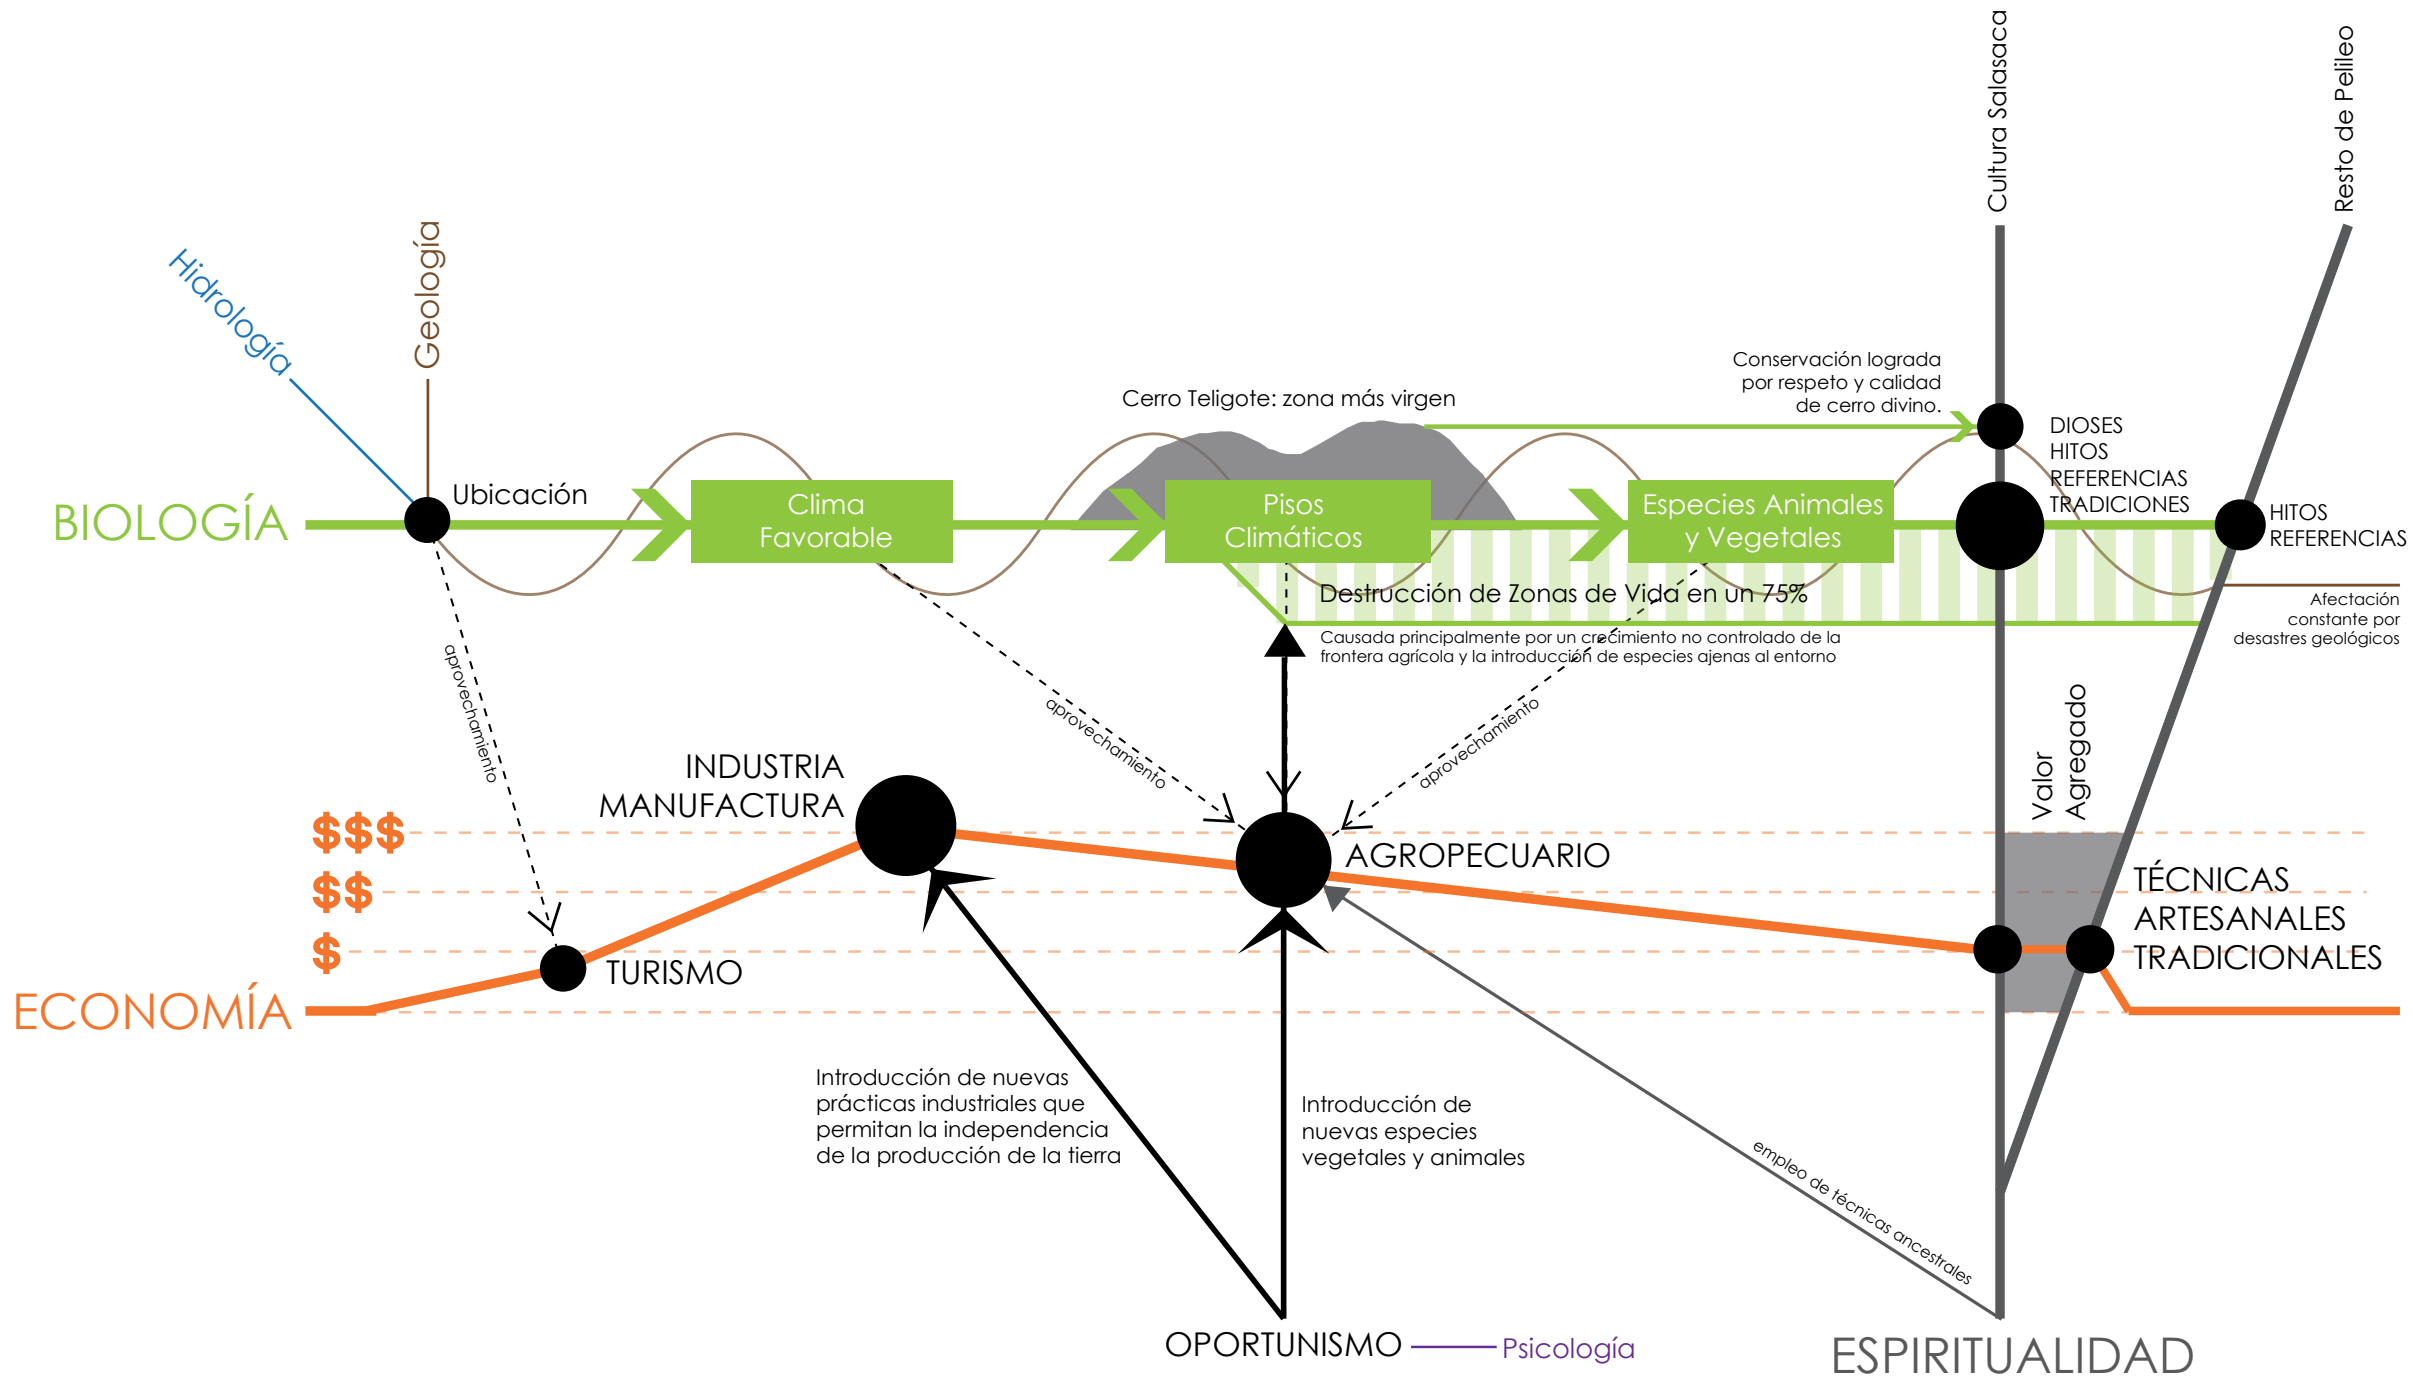 Cultura Salasaca
Resto de Pelileo
Hidrología
Geología
Conservación lograda
por respeto y calidad
de cerro divino.
Cerro Teligote: zona más virgen
DIOSES
HITOS
REFERENCIAS
TRADICIONES
BIOLOGÍA
Ubicación
Clima
Favorable
Pisos
Climáticos
Especies Animales
y Vegetales
HITOS
REFERENCIAS
Destrucción de Zonas de Vida en un 75%
Causada principalmente por un crecimiento no controlado de la
frontera agrícola y la introducción de especies ajenas al entorno
Afectación
constante por
desastres geológicos
aprovechamiento
aprovechamiento
aprovechamiento
Valor
Agregado
INDUSTRIA
MANUFACTURA
$$$
$$
$
AGROPECUARIO
TÉCNICAS
ARTESANALES
TRADICIONALES
TURISMO
ECONOMÍA
Introducción de nuevas
prácticas industriales que
permitan la independencia
de la producción de la tierra
Introducción de
nuevas especies
vegetales y animales
empleo de técnicas ancestrales
OPORTUNISMO
Psicología
ESPIRITUALIDAD